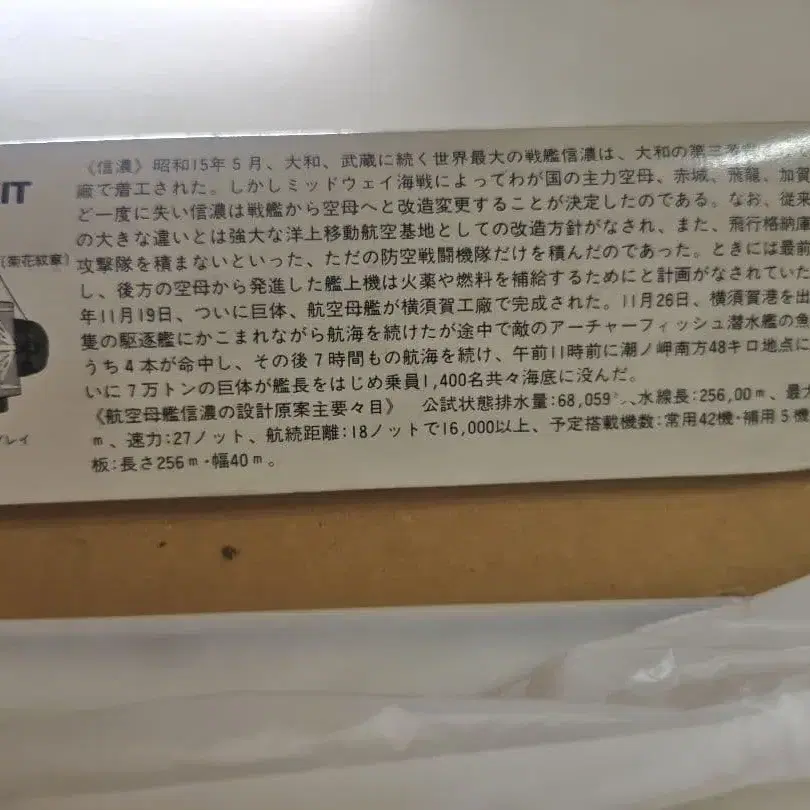 IT
(菊花紋章)
グレイ
《信濃》昭和15年5月、大和、武蔵に続く世界最大の戦艦信濃は、大和の第三
廠で着工された。しかしミッドウェイ海戦によってわが国の主力空母、赤城、飛龍、加賀
ど一度に失い信濃は戦艦から空母へと改造変更することが決定したのである。なお、従来
の大きな違いとは強大な洋上移動航空基地としての改造方針がなされ、また、飛行格納庫
攻撃隊を積まないといった、ただの防空戦闘機隊だけを積んだのであった。ときには最前
し、後方の空母から発進した艦上機は火薬や燃料を補給するためにと計画がなされていた
年11月19日、ついに巨体、航空母艦が横須賀工廠で完成された。11月26日、横須賀港を出
隻の駆逐艦にかこまれながら航海を続けたが途中で敵のアーチャーフィッシュ潜水艦の魚
うち4本が命中し、その後7時間もの航海を続け、午前11時前に潮ノ岬南方48キロ地点に
いに7万トンの巨体が艦長をはじめ乗員1,400名共々海底に没んだ。
《航空母艦信濃の設計原案主要々目》 公試状態排水量:68,059㌧、水線長:256,00m、最大
m、速力:27ノット、航続距離:18ノットで16,000以上、予定搭載機数:常用42機·補用5機
板:長さ256m·幅40m。